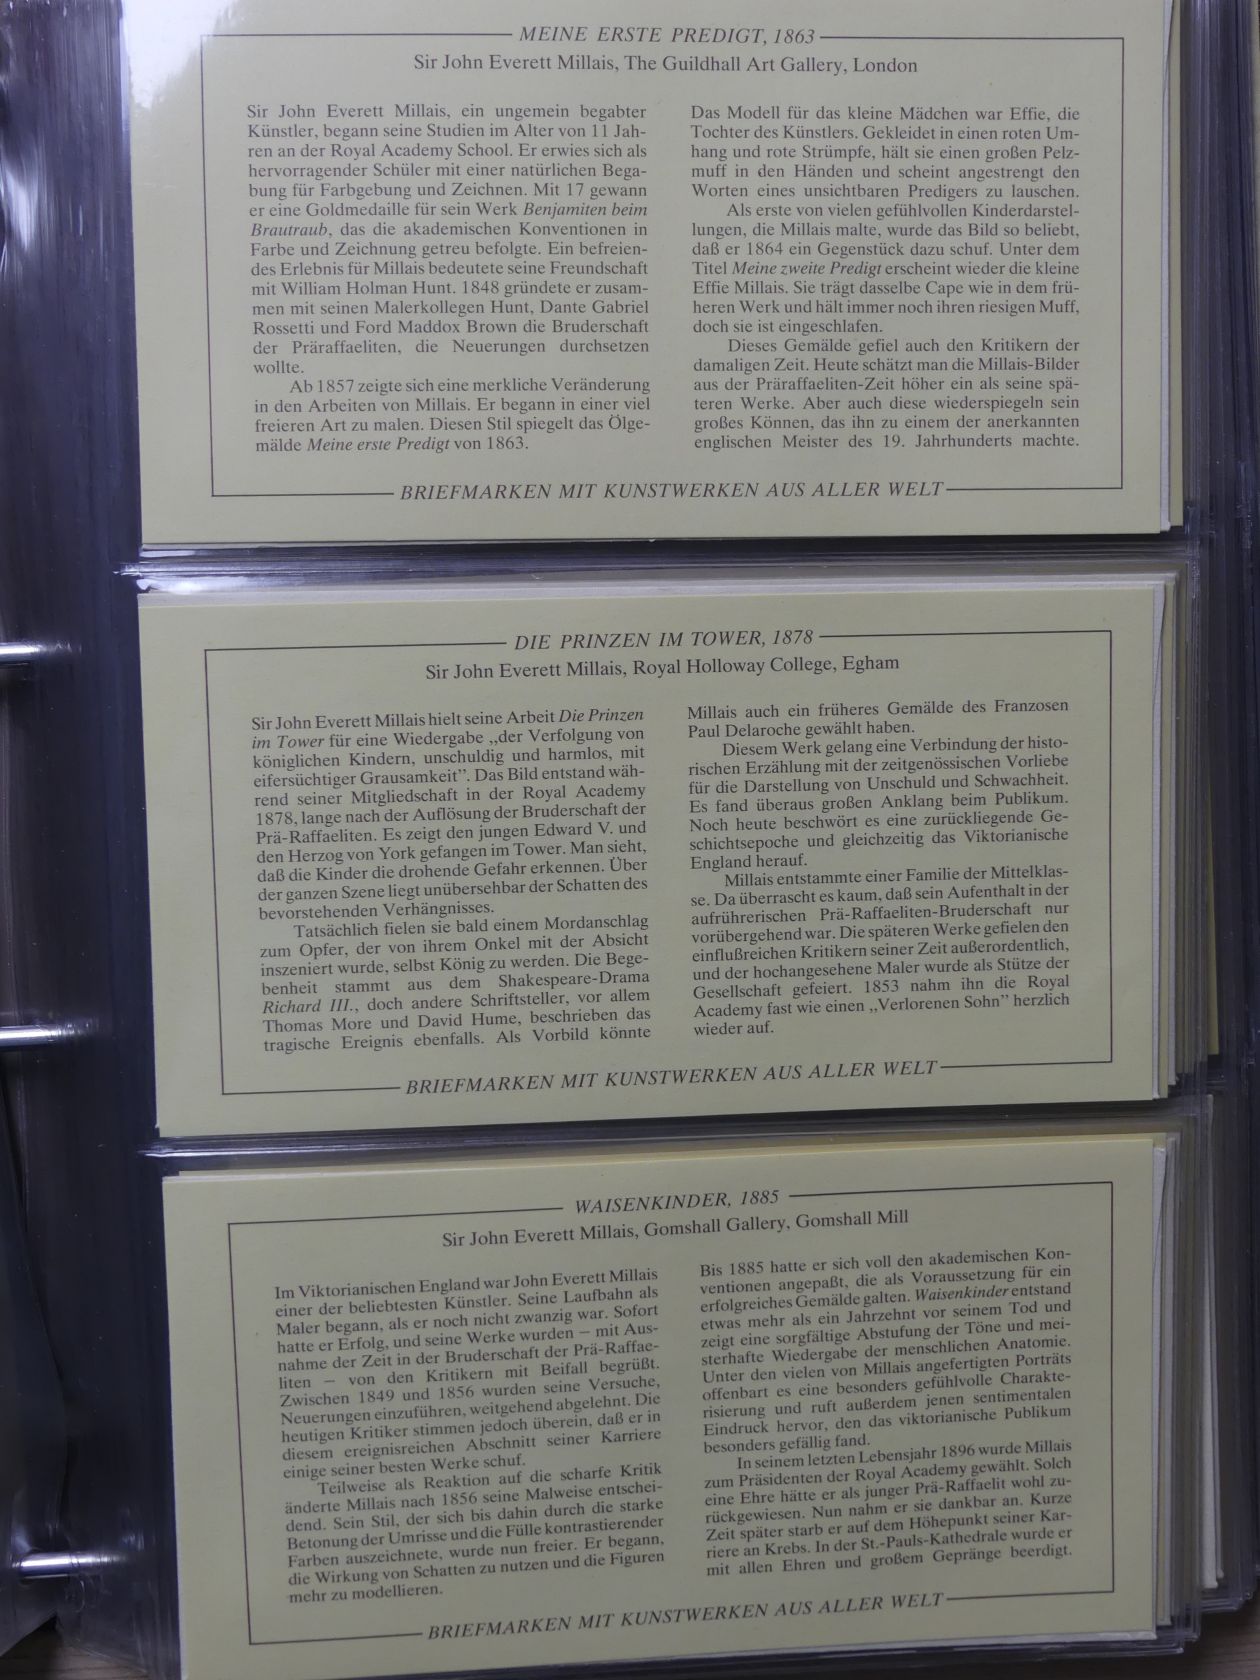 MEINE ERSTE PREDIGT, 1863
Sir John Everett Millais, The Guildhall Art Gallery, London
Sir John Everett Millais, ein ungemein begabter
Künstler, begann seine Studien im Alter von 11 Jah-
ren an der Royal Academy School. Er erwies sich als
hervorragender Schüler mit einer natürlichen Bega-
bung für Farbgebung und Zeichnen. Mit 17 gewann
er eine Goldmedaille für sein Werk Benjamiten beim
Brautraub, das die akademischen Konventionen in
Farbe und Zeichnung getreu befolgte. Ein befreien-
des Erlebnis für Millais bedeutete seine Freundschaft
mit William Holman Hunt. 1848 gründete er zusam-
men mit seinen Malerkollegen Hunt, Dante Gabriel
Rossetti und Ford Maddox Brown die Bruderschaft
der Präraffaeliten, die Neuerungen durchsetzen
wollte.
Ab 1857 zeigte sich eine merkliche Veränderung
in den Arbeiten von Millais. Er begann in einer viel
freieren Art zu malen. Diesen Stil spiegelt das Ölge-
mälde Meine erste Predigt von 1863.
Das Modell für das kleine Mädchen war Effie, die
Tochter des Künstlers. Gekleidet in einen roten Um-
hang und rote Strümpfe, hält sie einen großen Pelz-
muff in den Händen und scheint angestrengt den
Worten eines unsichtbaren Predigers zu lauschen.
Als erste von vielen gefühlvollen Kinderdarstel-
lungen, die Millais malte, wurde das Bild so beliebt,
daß er 1864 ein Gegenstück dazu schuf. Unter dem
Titel Meine zweite Predigt erscheint wieder die kleine
Effie Millais. Sie trägt dasselbe Cape wie in dem frü-
heren Werk und hält immer noch ihren riesigen Muff,
doch sie ist eingeschlafen.
Dieses Gemälde gefiel auch den Kritikern der
damaligen Zeit. Heute schätzt man die Millais-Bilder
aus der Präraffaeliten-Zeit höher ein als seine spä-
teren Werke. Aber auch diese wiederspiegeln sein
großes Können, das ihn zu einem der anerkannten
englischen Meister des 19. Jahrhunderts machte.
BRIEFMARKEN MIT KUNSTWERKEN AUS ALLER WELT
DIE PRINZEN IM TOWER, 1878
Sir John Everett Millais, Royal Holloway College, Egham
Sir John Everett Millais hielt seine Arbeit Die Prinzen
im Tower für eine Wiedergabe „der Verfolgung von
königlichen Kindern, unschuldig und harmlos, mit
eifersüchtiger Grausamkeit”. Das Bild entstand wäh-
rend seiner Mitgliedschaft in der Royal Academy
1878, lange nach der Auflösung der Bruderschaft der
Prä-Raffaeliten. Es zeigt den jungen Edward V. und
den Herzog von York gefangen im Tower. Man sieht,
daß die Kinder die drohende Gefahr erkennen. Über
der ganzen Szene liegt unübersehbar der Schatten des
bevorstehenden Verhängnisses.
Tatsächlich fielen sie bald einem Mordanschlag
zum Opfer, der von ihrem Onkel mit der Absicht
inszeniert wurde, selbst König zu werden. Die Bege-
benheit stammt aus dem Shakespeare-Drama
Richard III., doch andere Schriftsteller, vor allem
Thomas More und David Hume, beschrieben das
tragische Ereignis ebenfalls. Als Vorbild könnte
Millais auch ein früheres Gemälde des Franzosen
Paul Delaroche gewählt haben.
Diesem Werk gelang eine Verbindung der histo-
rischen Erzählung mit der zeitgenössischen Vorliebe
für die Darstellung von Unschuld und Schwachheit.
Es fand überaus großen Anklang beim Publikum.
Noch heute beschwört es eine zurückliegende Ge-
schichtsepoche und gleichzeitig das Viktorianische
England herauf.
Millais entstammte einer Familie der Mittelklas-
se. Da überrascht es kaum, daß sein Aufenthalt in der
aufrührerischen Prä-Raffaeliten-Bruderschaft nur
vorübergehend war. Die späteren Werke gefielen den
einflußreichen Kritikern seiner Zeit außerordentlich,
und der hochangesehene Maler wurde als Stütze der
Gesellschaft gefeiert. 1853 nahm ihn die Royal
Academy fast wie einen „Verlorenen Sohn” herzlich
wieder auf.
BRIEFMARKEN MIT KUNSTWERKEN AUS ALLER WELT
WAISENKINDER, 1885
Sir John Everett Millais, Gomshall Gallery, Gomshall Mill
Im Viktorianischen England war John Everett Millais
einer der beliebtesten Künstler. Seine Laufbahn als
Maler begann, als er noch nicht zwanzig war. Sofort
hatte er Erfolg, und seine Werke wurden – mit Aus-
nahme der Zeit in der Bruderschaft der Prä-Raffae-
liten – von den Kritikern mit Beifall begrüßt.
Zwischen 1849 und 1856 wurden seine Versuche,
Neuerungen einzuführen, weitgehend abgelehnt. Die
heutigen Kritiker stimmen jedoch überein, daß er in
diesem ereignisreichen Abschnitt seiner Karriere
einige seiner besten Werke schuf.
Teilweise als Reaktion auf die scharfe Kritik
änderte Millais nach 1856 seine Malweise entschei-
dend. Sein Stil, der sich bis dahin durch die starke
Betonung der Umrisse und die Fülle kontrastierender
Farben auszeichnete, wurde nun freier. Er begann,
die Wirkung von Schatten zu nutzen und die Figuren
mehr zu modellieren.
Bis 1885 hatte er sich voll den akademischen Kon-
ventionen angepaßt, die als Voraussetzung für ein
erfolgreiches Gemälde galten. Waisenkinder entstand
etwas mehr als ein Jahrzehnt vor seinem Tod und
zeigt eine sorgfältige Abstufung der Töne und mei-
sterhafte Wiedergabe der menschlichen Anatomie.
Unter den vielen von Millais angefertigten Porträts
offenbart es eine besonders gefühlvolle Charakte-
risierung und ruft außerdem jenen sentimentalen
Eindruck hervor, den das viktorianische Publikum
besonders gefällig fand.
In seinem letzten Lebensjahr 1896 wurde Millais
zum Präsidenten der Royal Academy gewählt. Solch
eine Ehre hätte er als junger Prä-Raffaelit wohl zu-
rückgewiesen. Nun nahm er sie dankbar an. Kurze
Zeit später starb er auf dem Höhepunkt seiner Kar-
riere an Krebs. In der St.-Pauls-Kathedrale wurde er
mit allen Ehren und großem Gepränge beerdigt.
BRIEFMARKEN MIT KUNSTWERKEN AUS ALLER WELT